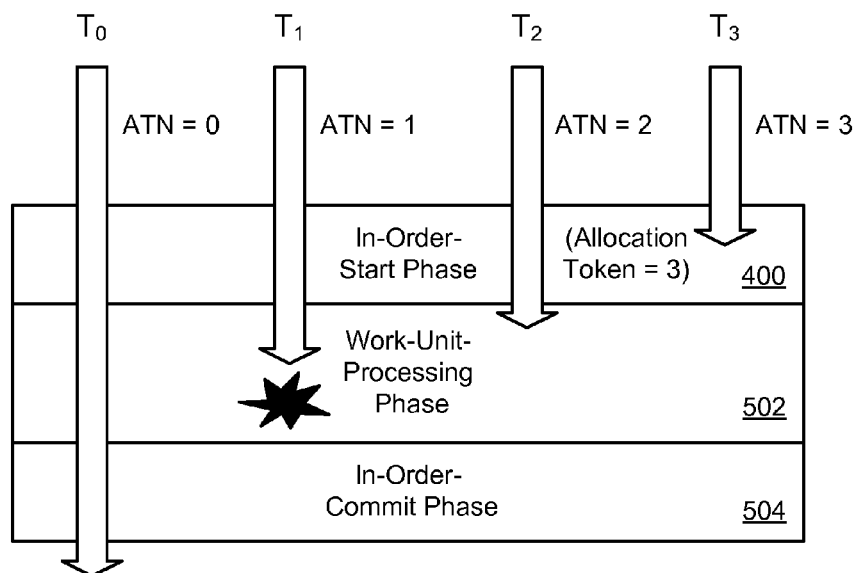 T0 T1 T2 T3
ATN = 0 ATN = 1 ATN = 2 ATN = 3
In-Order-
Start Phase
(Allocation
Token = 3)
400
Work-Unit-
Processing
Phase
502
In-Order-
Commit Phase
504